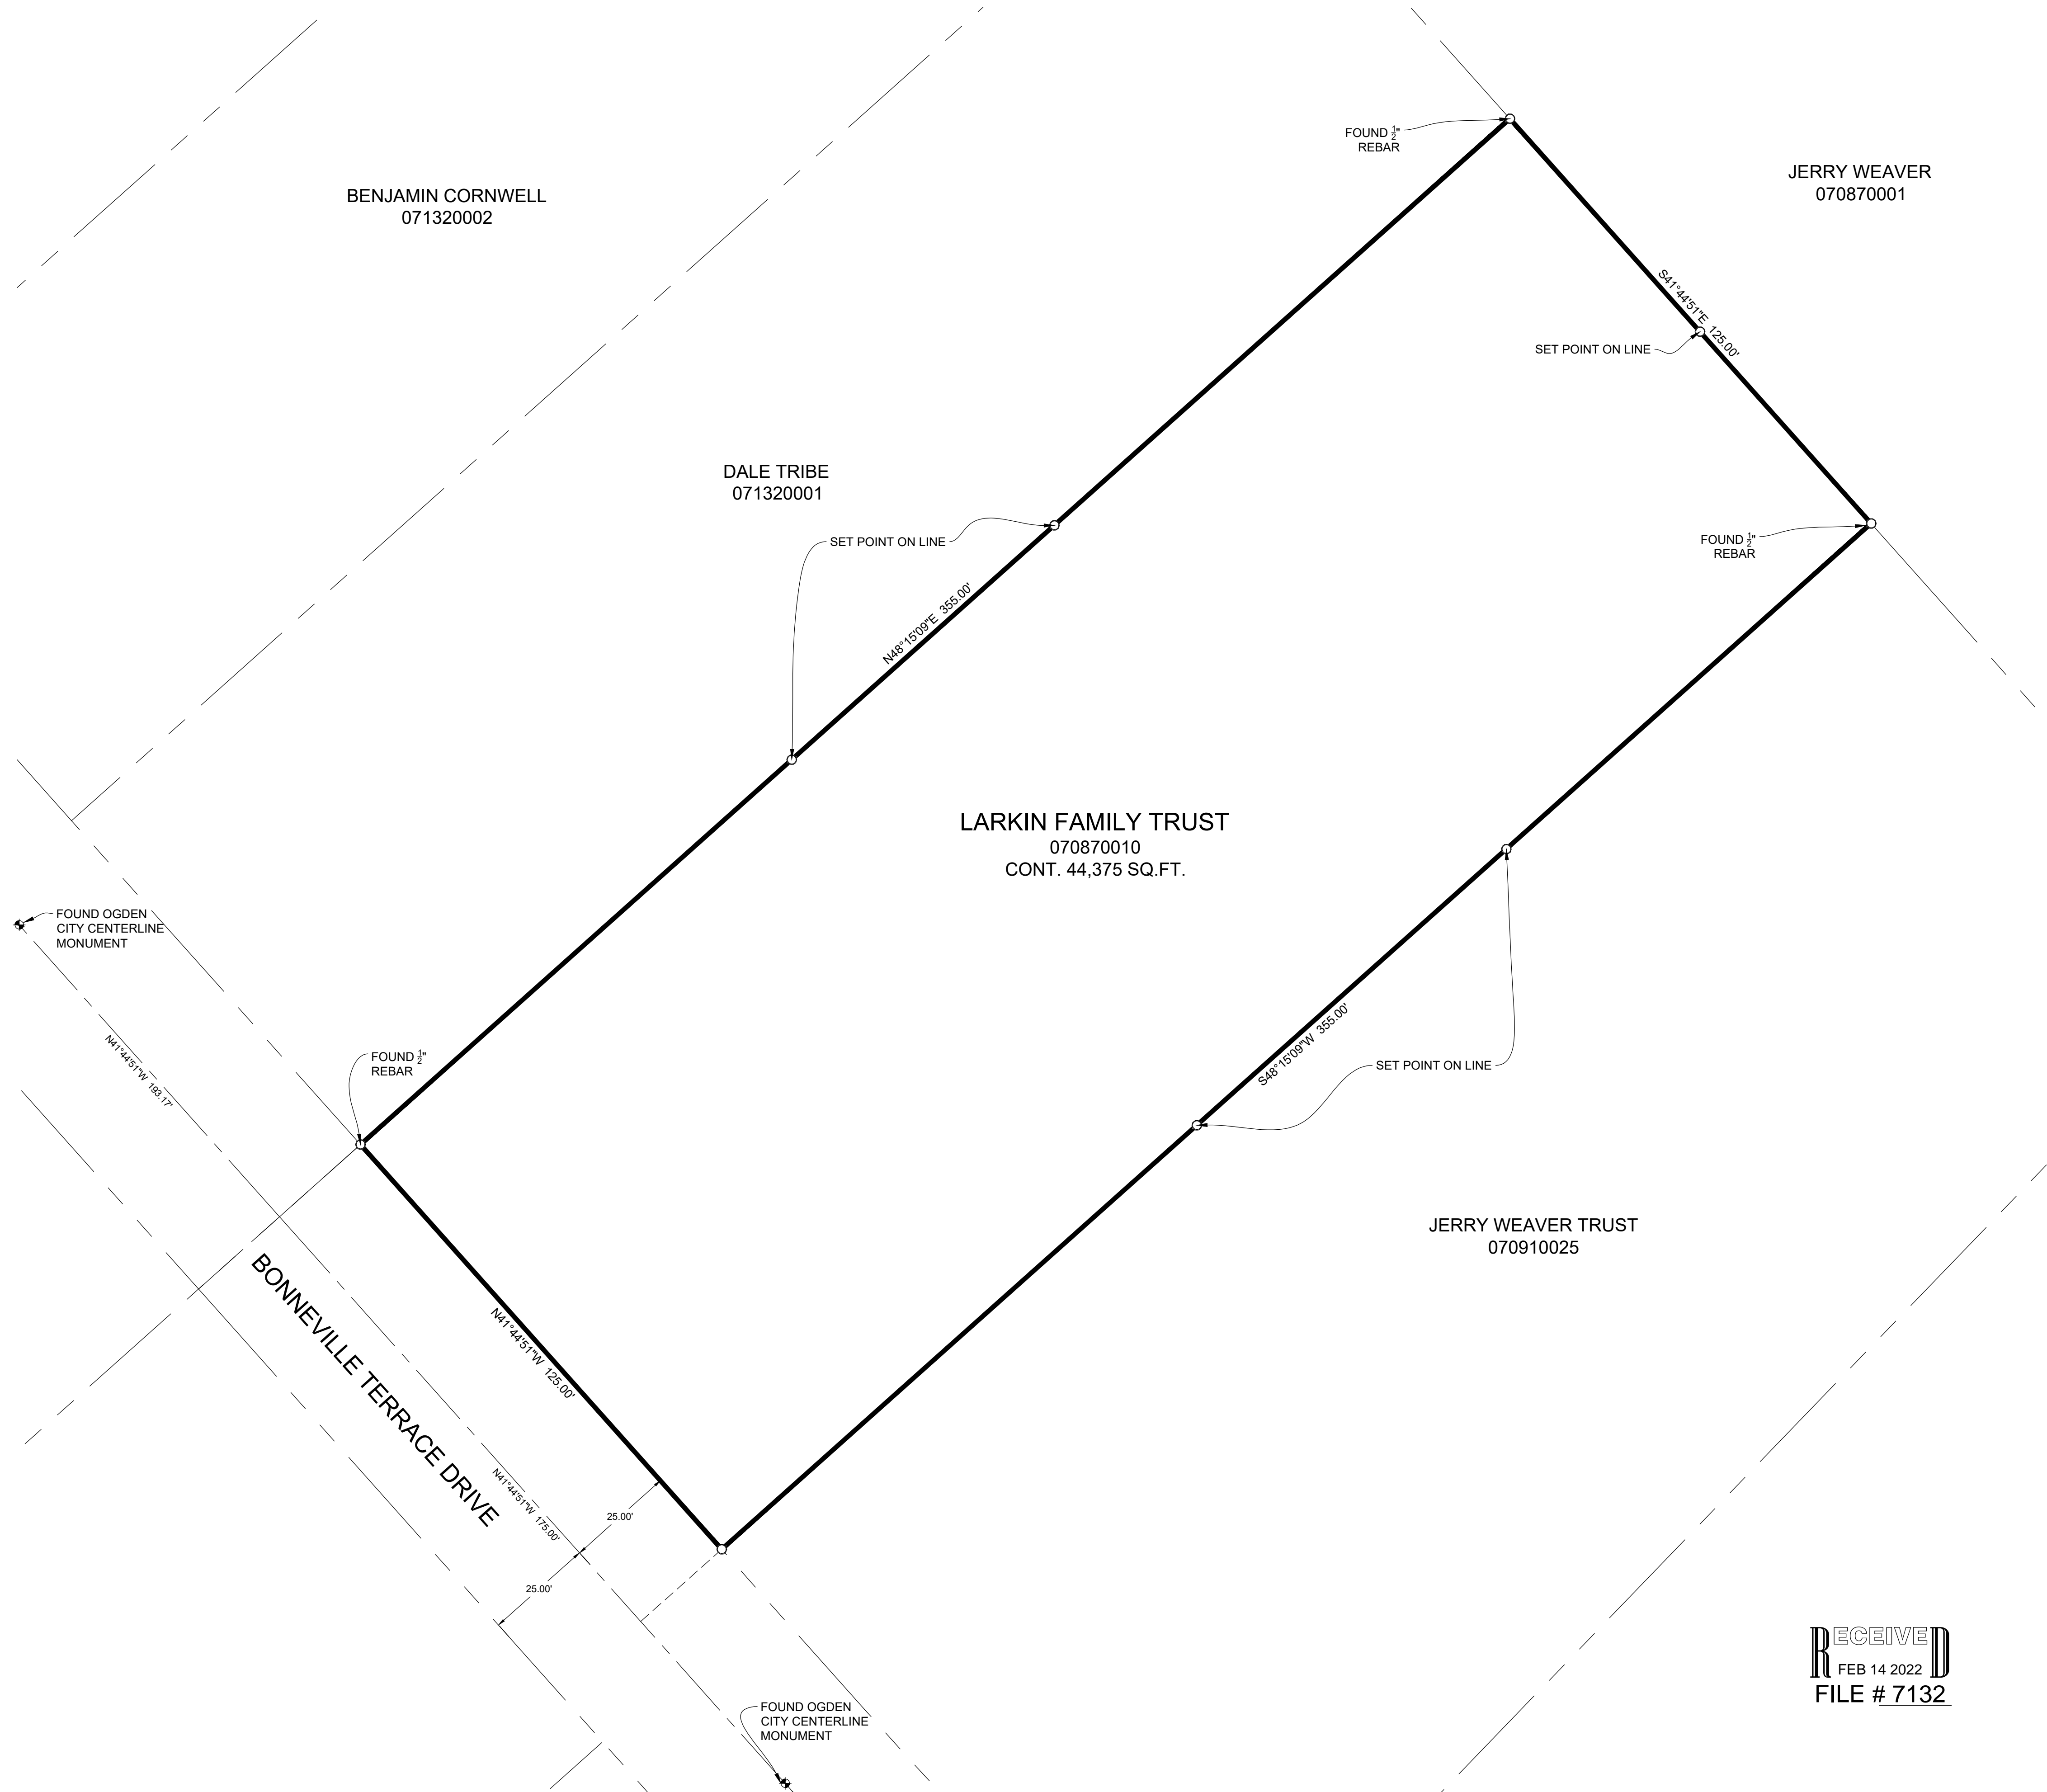 FOUND ½"
REBAR
JERRY WEAVER
070870001
BENJAMIN CORNWELL
071320002
S41°44'51"E 125.00'
SET POINT ON LINE
DALE TRIBE
071320001
SET POINT ON LINE
FOUND ½"
REBAR
N48°15'09"E 355.00'
LARKIN FAMILY TRUST
070870010
CONT. 44,375 SQ.FT.
FOUND OGDEN
CITY CENTERLINE
MONUMENT
N41°44'51"W 193.17'
FOUND ½"
REBAR
S48°15'09"W 355.00'
SET POINT ON LINE
JERRY WEAVER TRUST
070910025
BONNEVILLE TERRACE DRIVE
N41°44'51"W 125.00'
N41°44'51"W 175.00'
25.00'
25.00'
FOUND OGDEN
CITY CENTERLINE
MONUMENT
RECEIVED
FEB 14 2022
FILE # 7132